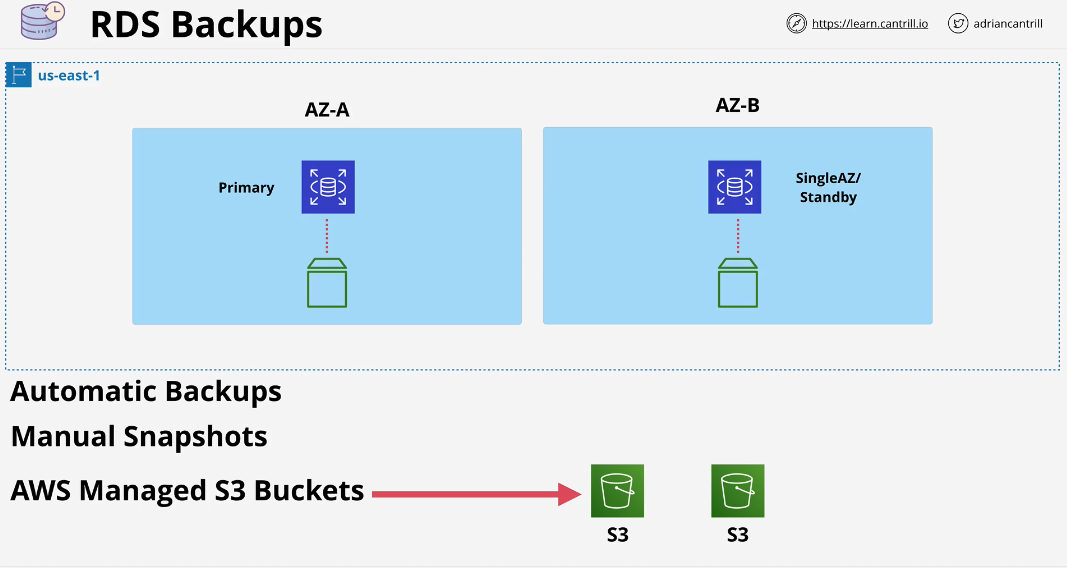 RDS Backups
https://learn.cantrill.io
adriancantrill
us-east-1
AZ-A
AZ-B
Primary
SingleAZ/
Standby
Automatic Backups
Manual Snapshots
AWS Managed S3 Buckets
S3
S3